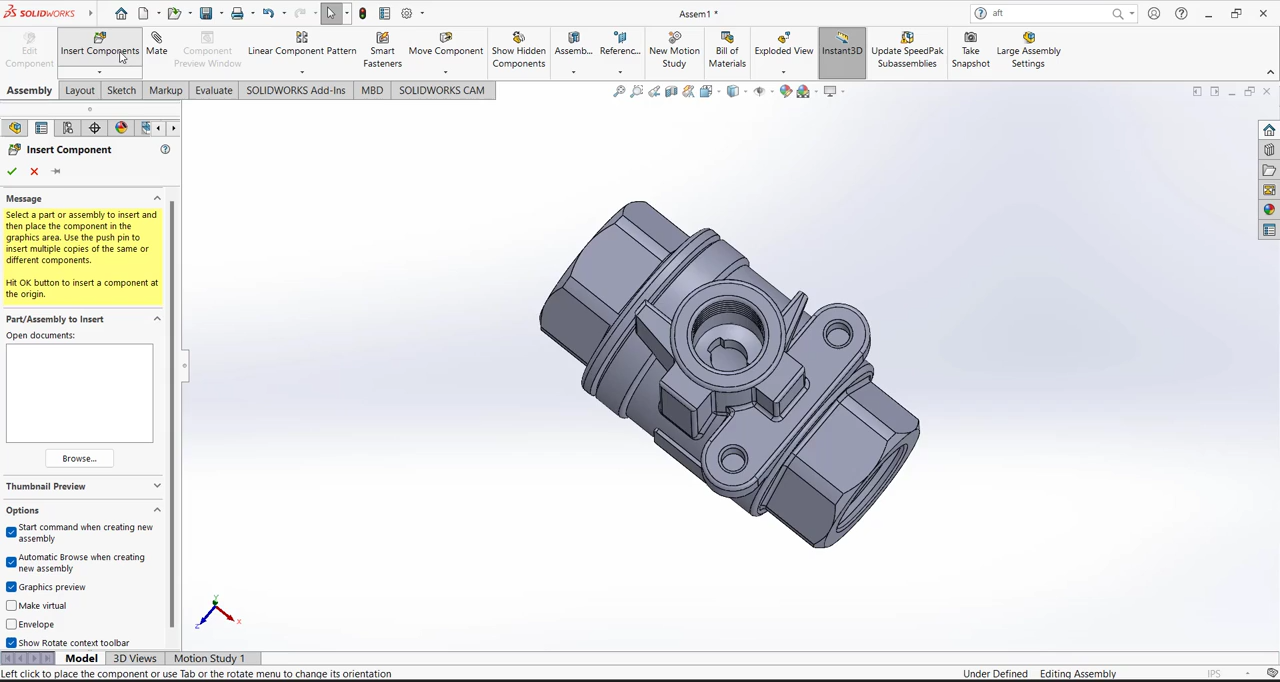 SOLIDWORKS
Assem1 *
aft
Edit
Component
Insert Components
Mate
Component
Preview Window
Linear Component Pattern
Smart
Fasteners
Move Component
Show Hidden
Components
Assemb...
Referenc...
New Motion
Study
Bill of
Materials
Exploded View
Instant3D
Update SpeedPak
Subassemblies
Take
Snapshot
Large Assembly
Settings
Assembly
Layout
Sketch
Markup
Evaluate
SOLIDWORKS Add-Ins
MBD
SOLIDWORKS CAM
Insert Component
Message
Select a part or assembly to insert and
then place the component in the
graphics area. Use the push pin to
insert multiple copies of the same or
different components.
Hit OK button to insert a component at
the origin.
Part/Assembly to Insert
Open documents:
Browse...
Thumbnail Preview
Options
Start command when creating new
assembly
Automatic Browse when creating
new assembly
Graphics preview
Make virtual
Envelope
Show Rotate context toolbar
Y
X
Z
Model
3D Views
Motion Study 1
Left click to place the component or use Tab or the rotate menu to change its orientation
Under Defined
Editing Assembly
IPS